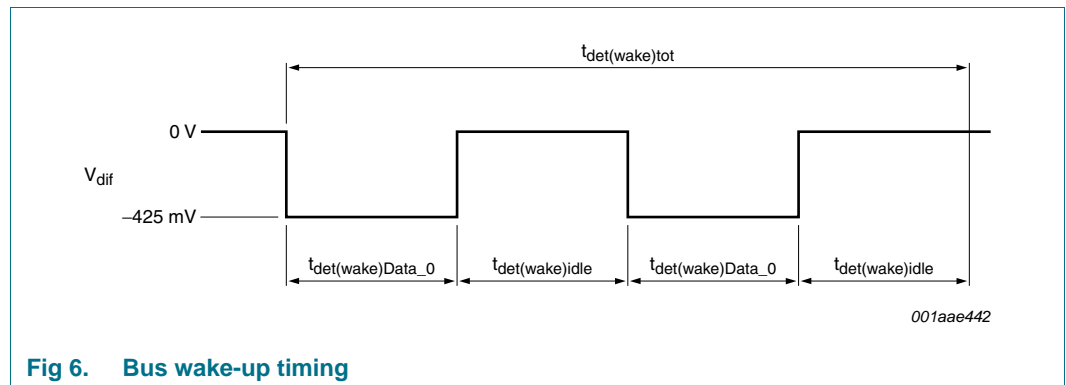 tdet(wake)tot
0 V
Vdif
−425 mV
tdet(wake)Data_0 tdet(wake)idle tdet(wake)Data_0 tdet(wake)idle
001aae442
Fig 6. Bus wake-up timing